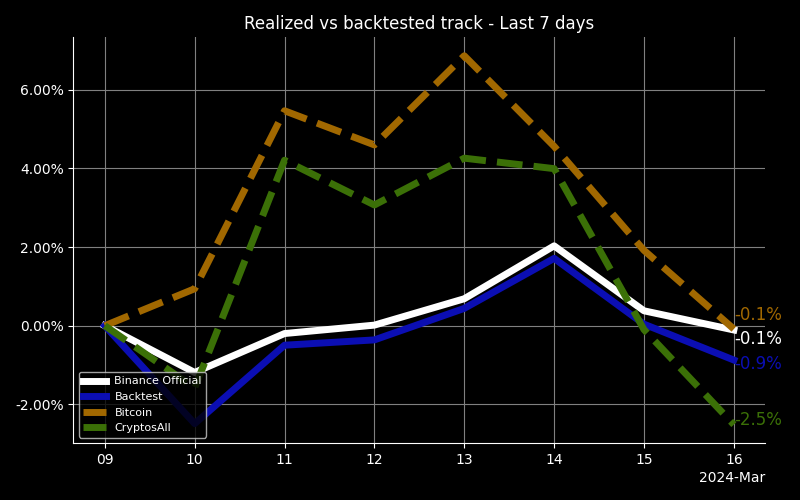 Realized vs backtested track - Last 7 days
6.00%
4.00%
2.00%
0.00%
-2.00%
-0.1%
-0.1%
-0.9%
-2.5%
Binance Official
Backtest
Bitcoin
CryptosAll
09 10 11 12 13 14 15 16
2024-Mar